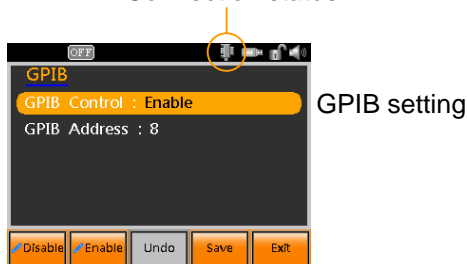 OFF
GPIB
GPIB Control : Enable
GPIB setting
GPIB Address : 8
Disable Enable Undo Save Exit